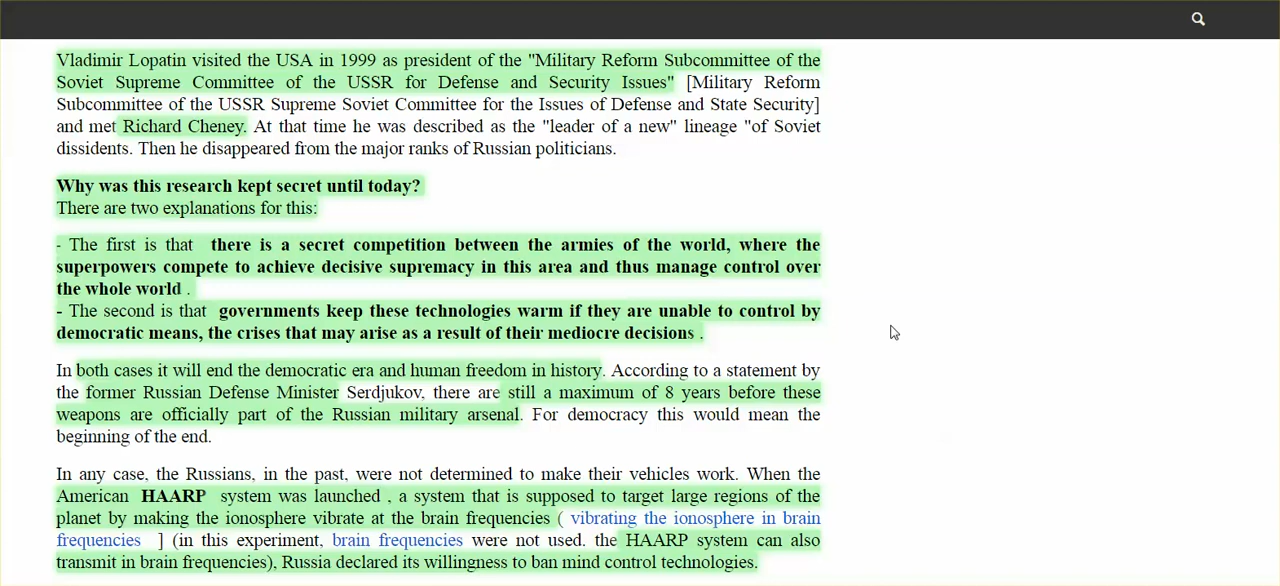 Vladimir Lopatin visited the USA in 1999 as president of the "Military Reform Subcommittee of the
Soviet Supreme Committee of the USSR for Defense and Security Issues" [Military Reform
Subcommittee of the USSR Supreme Soviet Committee for the Issues of Defense and State Security]
and met Richard Cheney. At that time he was described as the "leader of a new" lineage "of Soviet
dissidents. Then he disappeared from the major ranks of Russian politicians.
Why was this research kept secret until today?
There are two explanations for this:
- The first is that there is a secret competition between the armies of the world, where the
superpowers compete to achieve decisive supremacy in this area and thus manage control over
the whole world .
- The second is that governments keep these technologies warm if they are unable to control by
democratic means, the crises that may arise as a result of their mediocre decisions .
In both cases it will end the democratic era and human freedom in history. According to a statement by
the former Russian Defense Minister Serdjukov, there are still a maximum of 8 years before these
weapons are officially part of the Russian military arsenal. For democracy this would mean the
beginning of the end.
In any case, the Russians, in the past, were not determined to make their vehicles work. When the
American HAARP system was launched , a system that is supposed to target large regions of the
planet by making the ionosphere vibrate at the brain frequencies ( vibrating the ionosphere in brain
frequencies ] (in this experiment, brain frequencies were not used. the HAARP system can also
transmit in brain frequencies), Russia declared its willingness to ban mind control technologies.